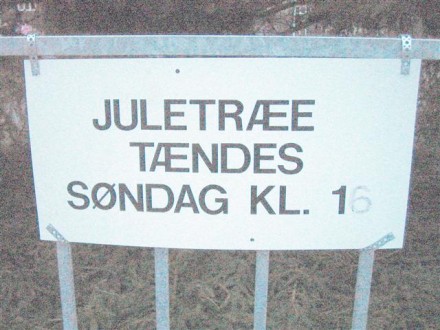 JULETRÆE
TÆNDES
SØNDAG KL. 16